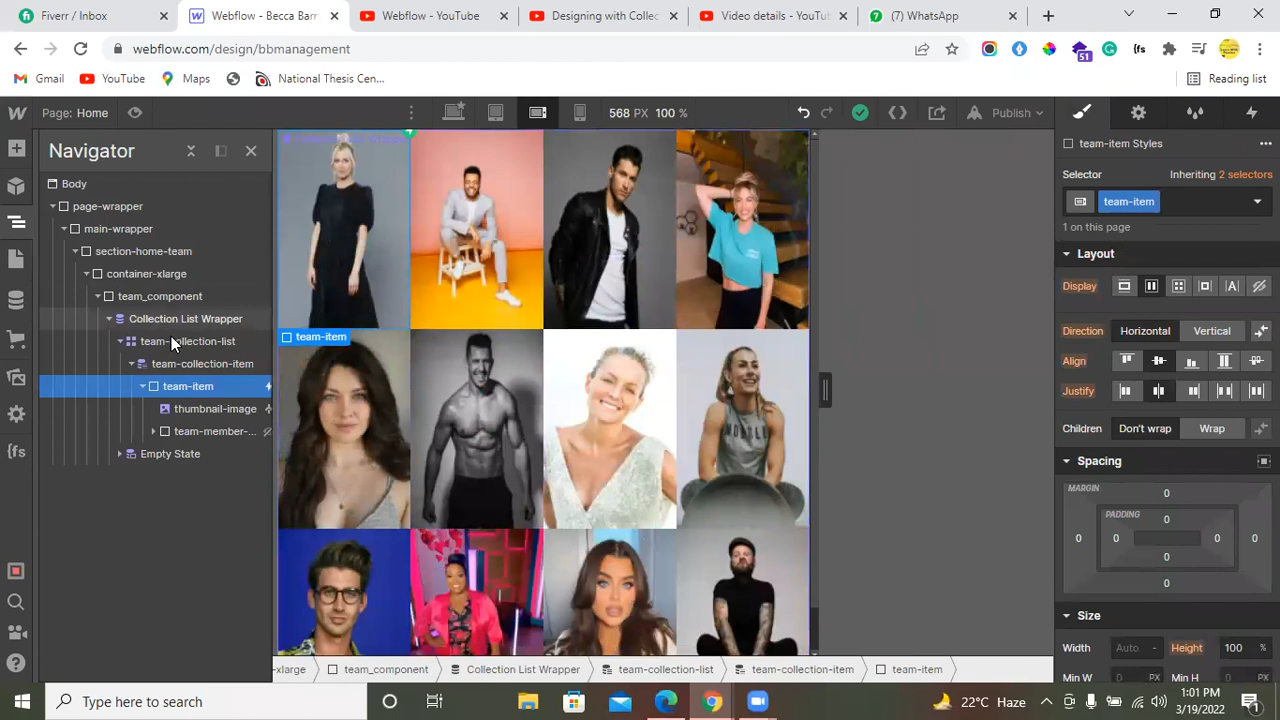 Fiverr / Inbox
Webflow - Becca Barr
Webflow - YouTube
Designing with Collec
Video details - YouTu
(7) WhatsApp
webflow.com/design/bbmanagement
51
Gmail
YouTube
Maps
National Thesis Cen...
Reading list
Page: Home
568 PX 100 %
Publish
Navigator
Body
page-wrapper
main-wrapper
section-home-team
container-xlarge
team_component
Collection List Wrapper
team-collection-list
team-collection-item
team-item
thumbnail-image
team-member-...
Empty State
team-item
team-item Styles
Selector
Inheriting 2 selectors
team-item
1 on this page
Layout
Display
Direction
Horizontal
Vertical
Align
Justify
Children
Don't wrap
Wrap
Spacing
MARGIN
0
PADDING
0
0
0
0
0
0
0
Size
Width
Auto
-
Height
100
%
Min W
0
PX
Min H
0
PX
-xlarge
team_component
Collection List Wrapper
team-collection-list
team-collection-item
team-item
Type here to search
22°C Haze
1:01 PM
3/19/2022